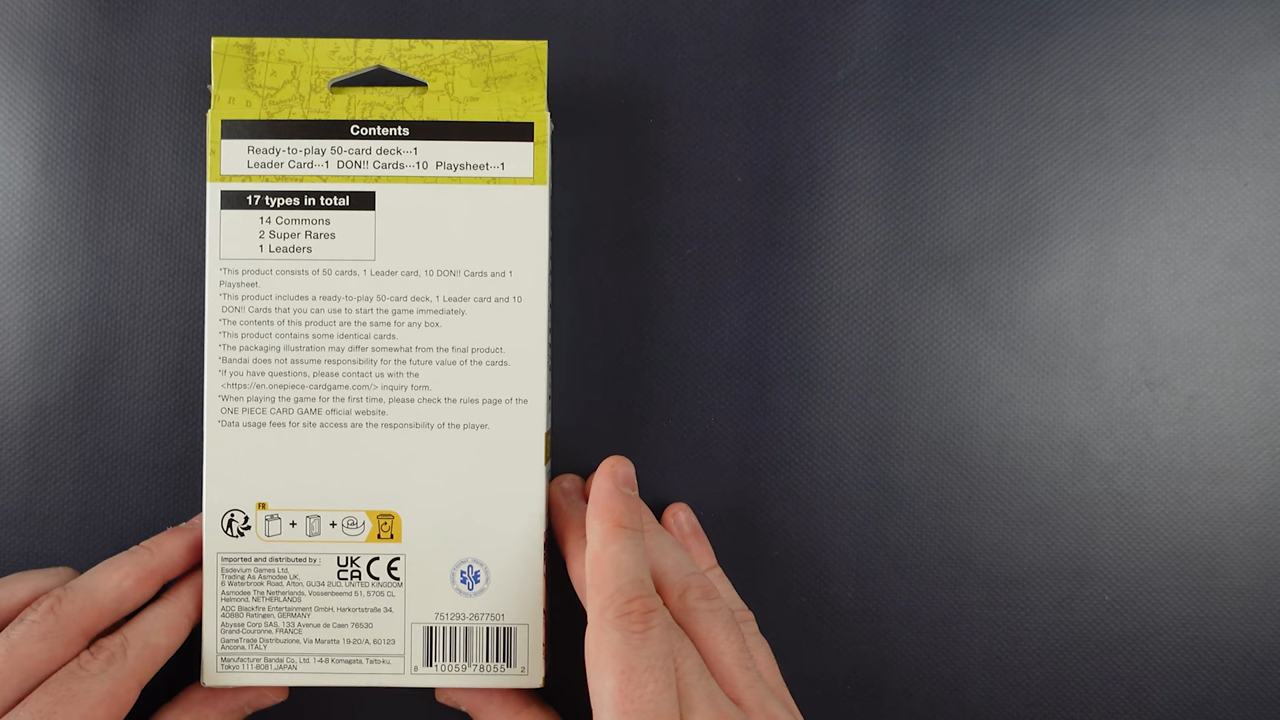 Contents
Ready-to-play 50-card deck···1
Leader Card···1 DON!! Cards···10 Playsheet···1
17 types in total
14 Commons
2 Super Rares
1 Leaders
*This product consists of 50 cards, 1 Leader card, 10 DON!! Cards and 1
Playsheet.
*This product includes a ready-to-play 50-card deck, 1 Leader card and 10
DON!! Cards that you can use to start the game immediately.
*The contents of this product are the same for any box.
*This product contains some identical cards.
*The packaging illustration may differ somewhat from the final product.
*Bandai does not assume responsibility for the future value of the cards.
*If you have questions, please contact us with the
<https://en.onepiece-cardgame.com/> inquiry form.
*When playing the game for the first time, please check the rules page of the
ONE PIECE CARD GAME official website.
*Data usage fees for site access are the responsibility of the player.
FR
Imported and distributed by :
Esdevium Games Ltd,
Trading As Asmodee UK,
6 Waterbrook Road, Alton, GU34 2UD, UNITED KINGDOM
UK
CA CE
Asmodee The Netherlands, Vossenbeemd 51, 5705 CL
Helmond, NETHERLANDS
ADC Blackfire Entertainment GmbH, Harkortstraße 34,
40880 Ratingen, GERMANY
Abysse Corp SAS, 133 Avenue de Caen 76530
Grand-Couronne, FRANCE
GameTrade Distribuzione, Via Maratta 19-20/A, 60123
Ancona, ITALY
Manufacturer Bandai Co., Ltd. 1-4-8 Komagata, Taito-ku,
Tokyo 111-8081,JAPAN
751293-2677501
8 10059 78055 2